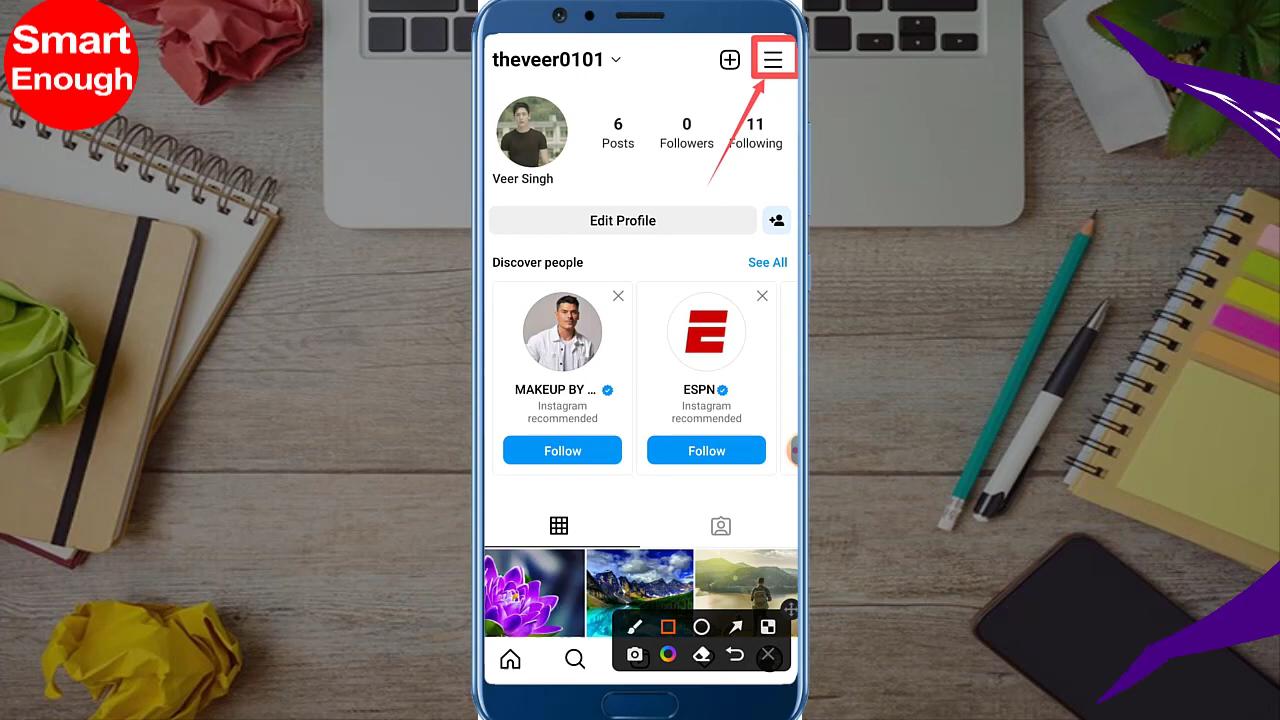 Smart
Enough
theveer0101
6 0 11
Posts Followers Following
Veer Singh
Edit Profile
Discover people See All
MAKEUP BY ... ESPN
Instagram recommended
Instagram recommended
Follow Follow